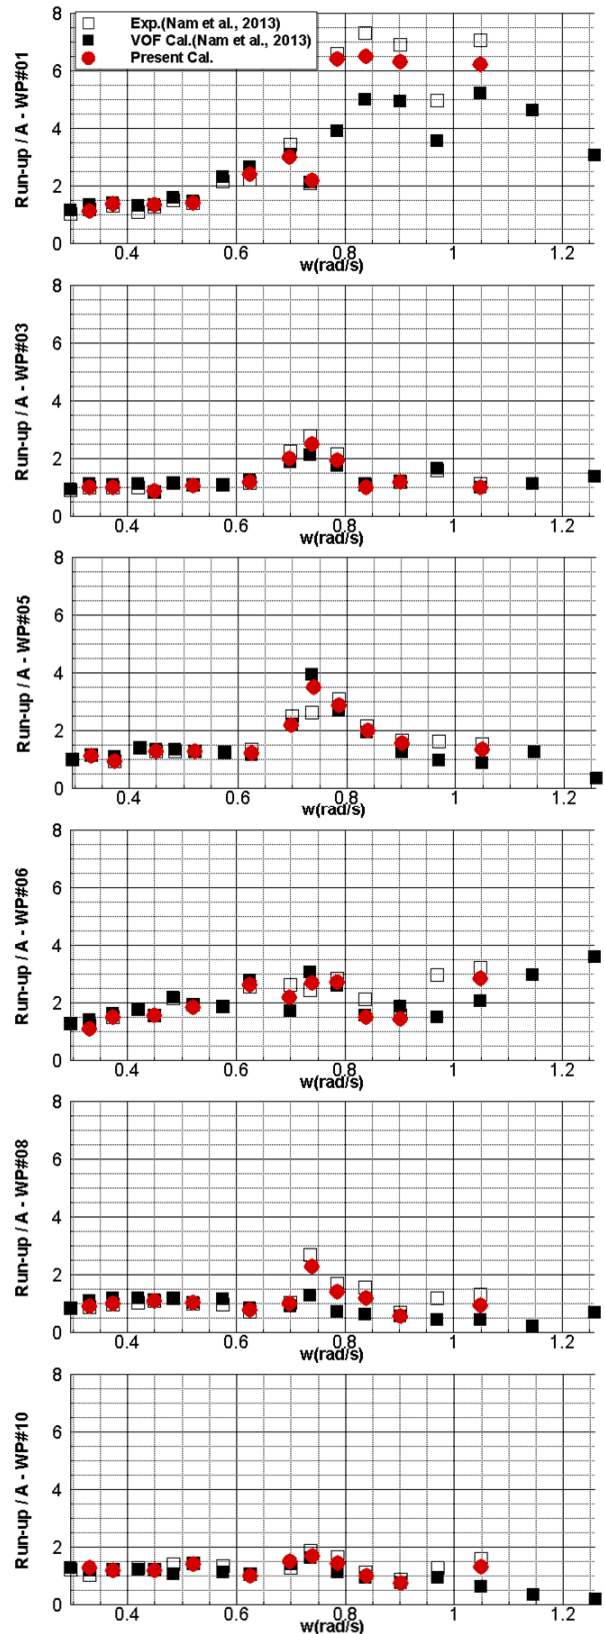 Exp.(Nam et al., 2013)
VOF Cal.(Nam et al., 2013)
Present Cal.
Run-up / A - WP#01
8
6
4
2
0
0.4 0.6 0.8 1 1.2
w(rad/s)
Run-up / A - WP#03
8
6
4
2
0
0.4 0.6 0.8 1 1.2
w(rad/s)
Run-up / A - WP#05
8
6
4
2
0
0.4 0.6 0.8 1 1.2
w(rad/s)
Run-up / A - WP#06
8
6
4
2
0
0.4 0.6 0.8 1 1.2
w(rad/s)
Run-up / A - WP#08
8
6
4
2
0
0.4 0.6 0.8 1 1.2
w(rad/s)
Run-up / A - WP#10
8
6
4
2
0
0.4 0.6 0.8 1 1.2
w(rad/s)